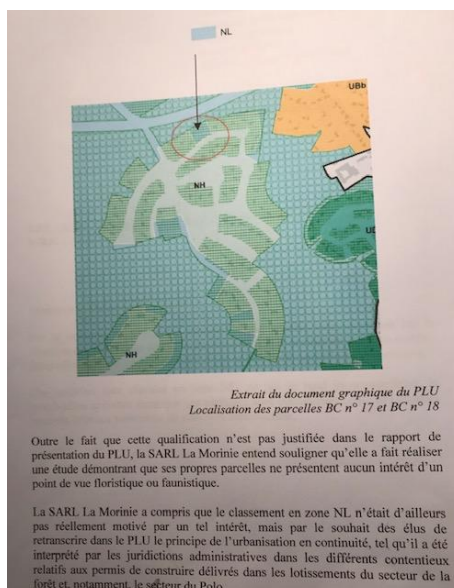 NL
UBb
NH
UD
NH
Extrait du document graphique du PLU
Localisation des parcelles BC n° 17 et BC n° 18
Outre le fait que cette qualification n'est pas justifiée dans le rapport de
présentation du PLU, la SARL La Morinie entend souligner qu'elle a fait réaliser
une étude démontrant que ses propres parcelles ne présentent aucun intérêt d'un
point de vue floristique ou faunistique.
La SARL La Morinie a compris que le classement en zone NL n'était d'ailleurs
pas réellement motivé par un tel intérêt, mais par le souhait des élus de
retranscrire dans le PLU le principe de l'urbanisation en continuité, tel qu'il a été
interprété par les juridictions administratives dans les différents contentieux
relatifs aux permis de construire délivrés dans les lotissements du secteur de la
forêt et, notamment, le secteur du Polo.